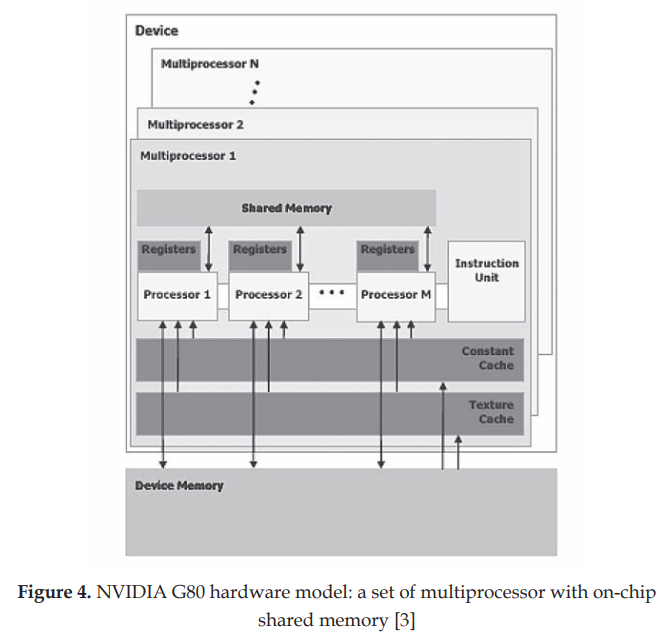 Device
Multiprocessor N
Multiprocessor 2
Multiprocessor 1
Shared Memory
Registers
Registers
Registers
Instruction
Unit
Processor 1
Processor 2
• • •
Processor M
Constant
Cache
Texture
Cache
Device Memory
Figure 4. NVIDIA G80 hardware model: a set of multiprocessor with on-chip
shared memory [3]